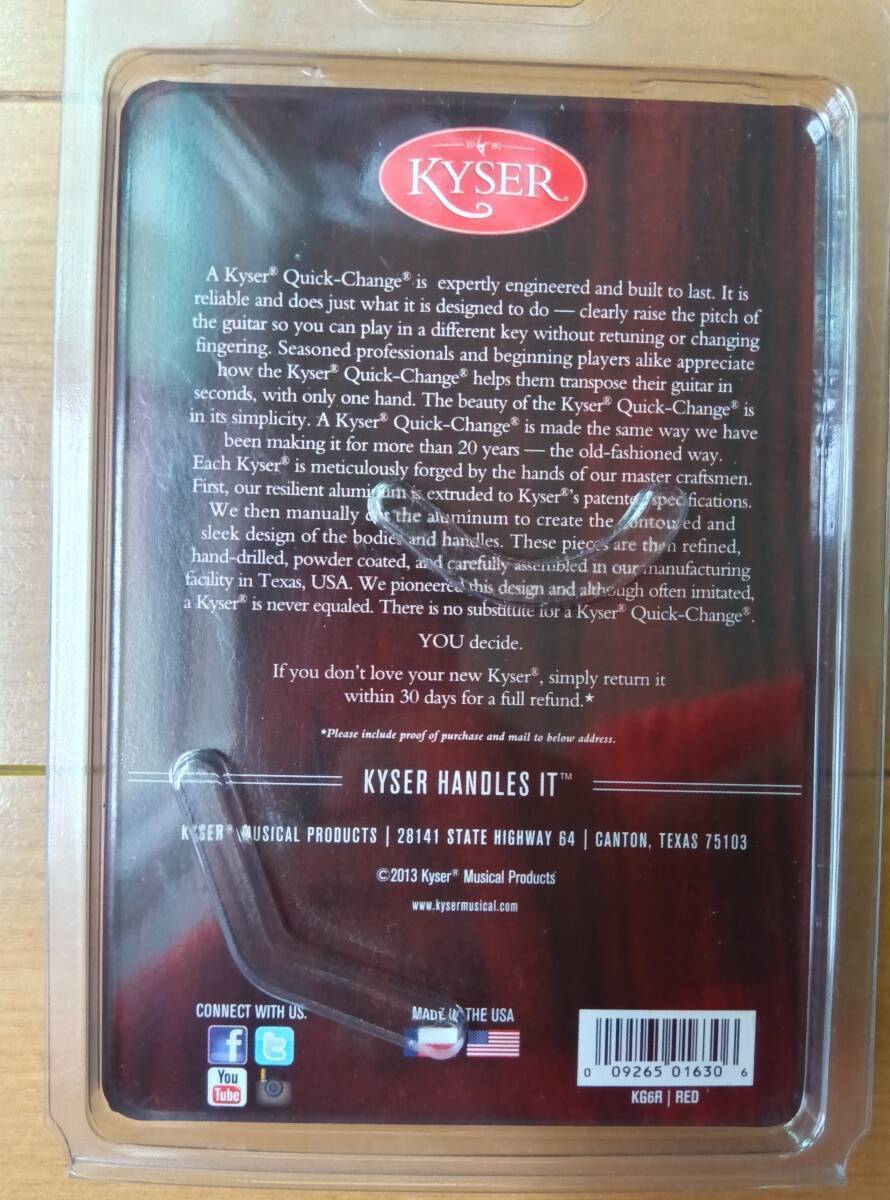 1980
KYSER®
A Kyser® Quick-Change® is expertly engineered and built to last. It is
reliable and does just what it is designed to do — clearly raise the pitch of
the guitar so you can play in a different key without retuning or changing
fingering. Seasoned professionals and beginning players alike appreciate
how the Kyser® Quick-Change® helps them transpose their guitar in
seconds, with only one hand. The beauty of the Kyser® Quick-Change® is
in its simplicity. A Kyser® Quick-Change® is made the same way we have
been making it for more than 20 years — the old-fashioned way.
Each Kyser® is meticulously forged by the hands of our master craftsmen.
First, our resilient aluminum is extruded to Kyser®'s patented specifications.
We then manually cut the aluminum to create the contoured and
sleek design of the bodies and handles. These pieces are then refined,
hand-drilled, powder coated, and carefully assembled in our manufacturing
facility in Texas, USA. We pioneered this design and although often imitated,
a Kyser® is never equaled. There is no substitute for a Kyser® Quick-Change®.
YOU decide.
If you don't love your new Kyser®, simply return it
within 30 days for a full refund.*
*Please include proof of purchase and mail to below address.
KYSER HANDLES IT™
KYSER® MUSICAL PRODUCTS | 28141 STATE HIGHWAY 64 | CANTON, TEXAS 75103
©2013 Kyser® Musical Products
www.kysermusical.com
CONNECT WITH US:
f t
You Tube
MADE IN THE USA
0 09265 01630 6
KG6R | RED